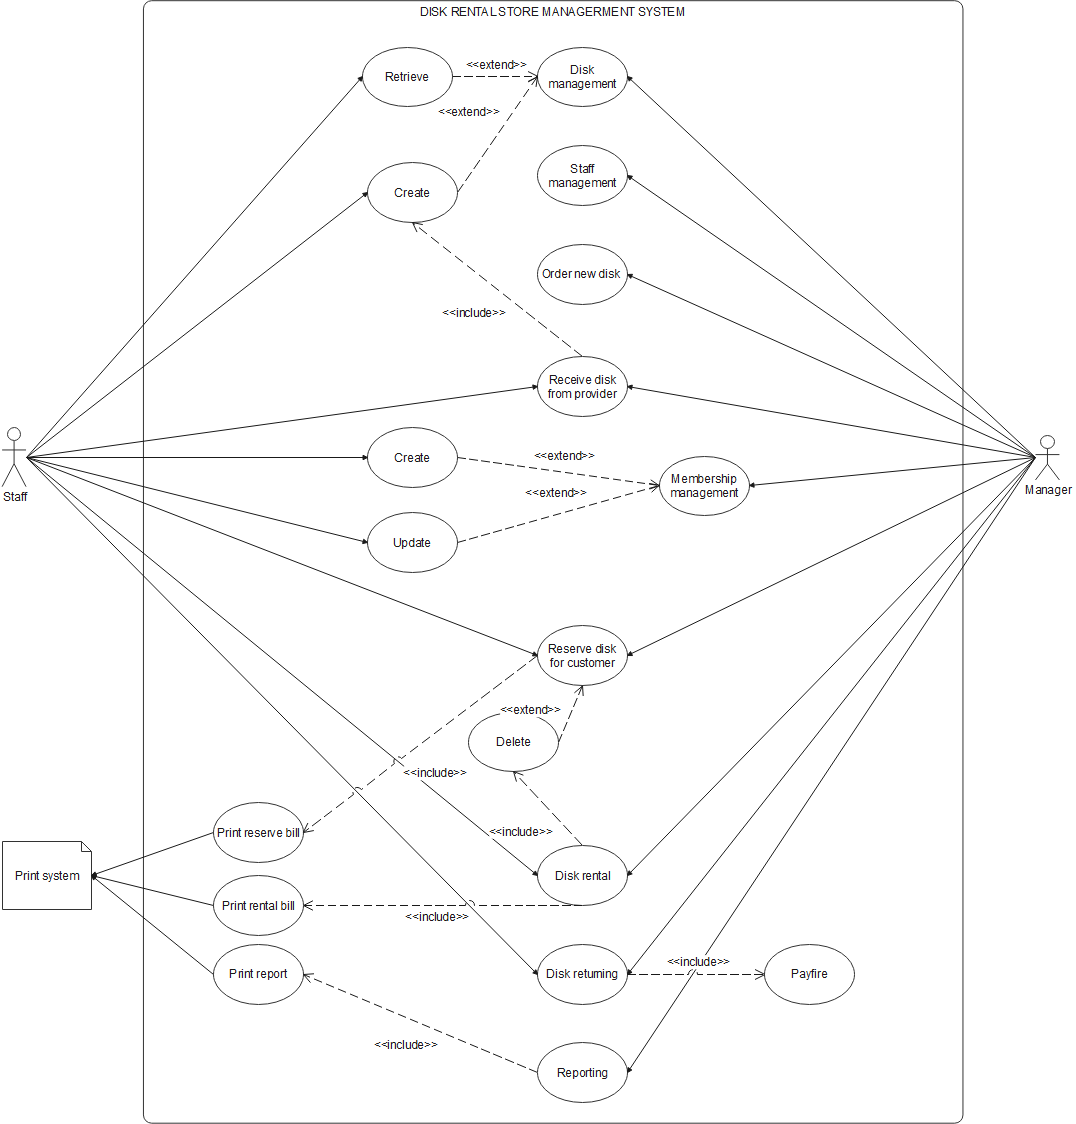 DISK RENTAL STORE MANAGERMENT SYSTEM
Retrieve
<<extend>>
Disk
management
<<extend>>
Create
Staff
management
Order new disk
<<include>>
Receive disk
from provider
Staff
Create
<<extend>>
Membership
management
<<extend>>
Manager
Update
Reserve disk
for customer
<<extend>>
Delete
<<include>>
Print reserve bill
<<include>>
Print system
Disk rental
Print rental bill
<<include>>
Print report
Disk returning
<<include>>
Payfire
<<include>>
Reporting